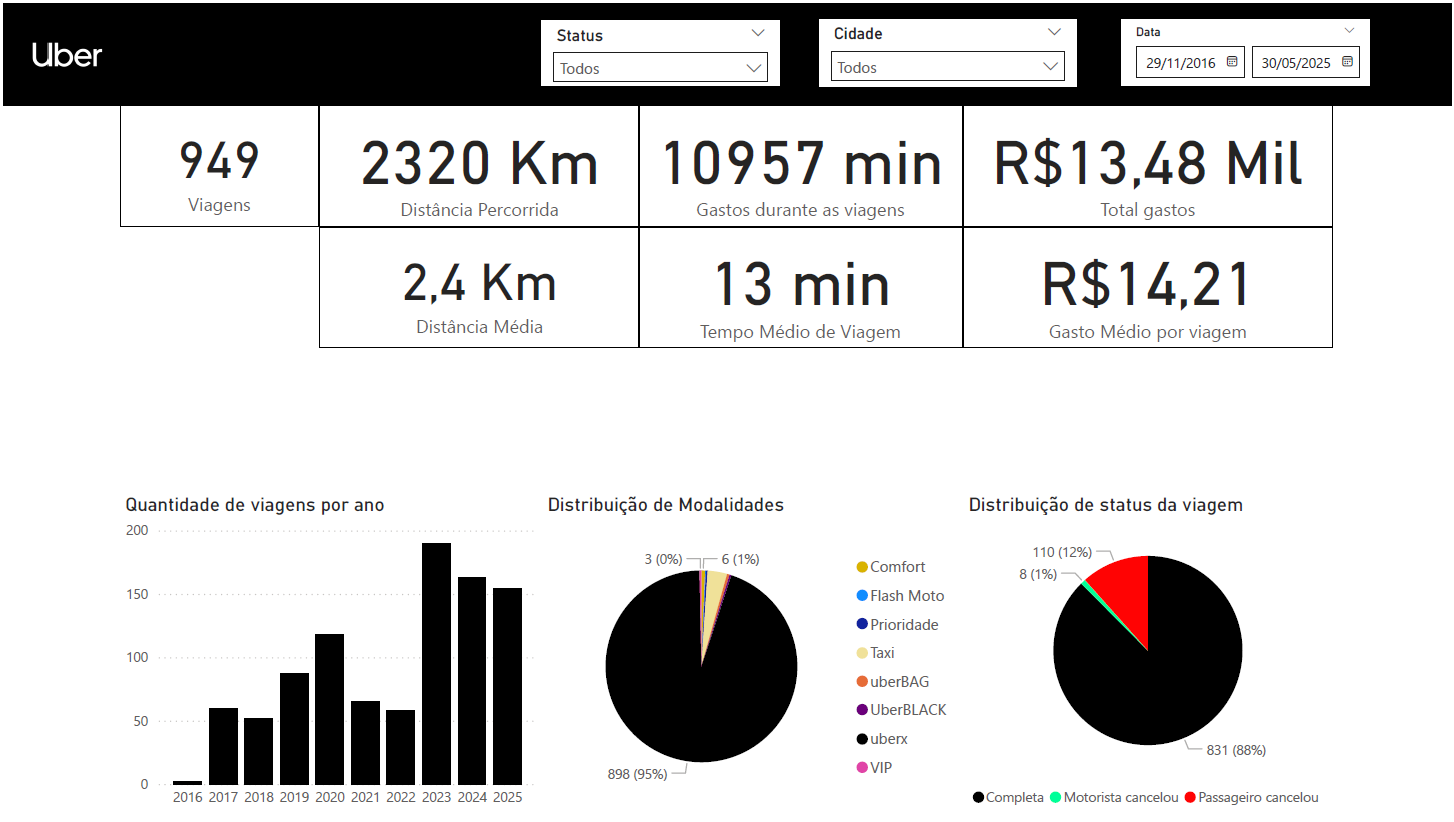 Uber
Status
Todos
Cidade
Todos
Data
29/11/2016
30/05/2025
949
Viagens
2320 Km
Distância Percorrida
10957 min
Gastos durante as viagens
R$13,48 Mil
Total gastos
2,4 Km
Distância Média
13 min
Tempo Médio de Viagem
R$14,21
Gasto Médio por viagem
Quantidade de viagens por ano
200
150
100
50
0
2016 2017 2018 2019 2020 2021 2022 2023 2024 2025
Distribuição de Modalidades
3 (0%)
6 (1%)
898 (95%)
Comfort
Flash Moto
Prioridade
Taxi
uberBAG
UberBLACK
uberx
VIP
Distribuição de status da viagem
110 (12%)
8 (1%)
831 (88%)
Completa Motorista cancelou Passageiro cancelou